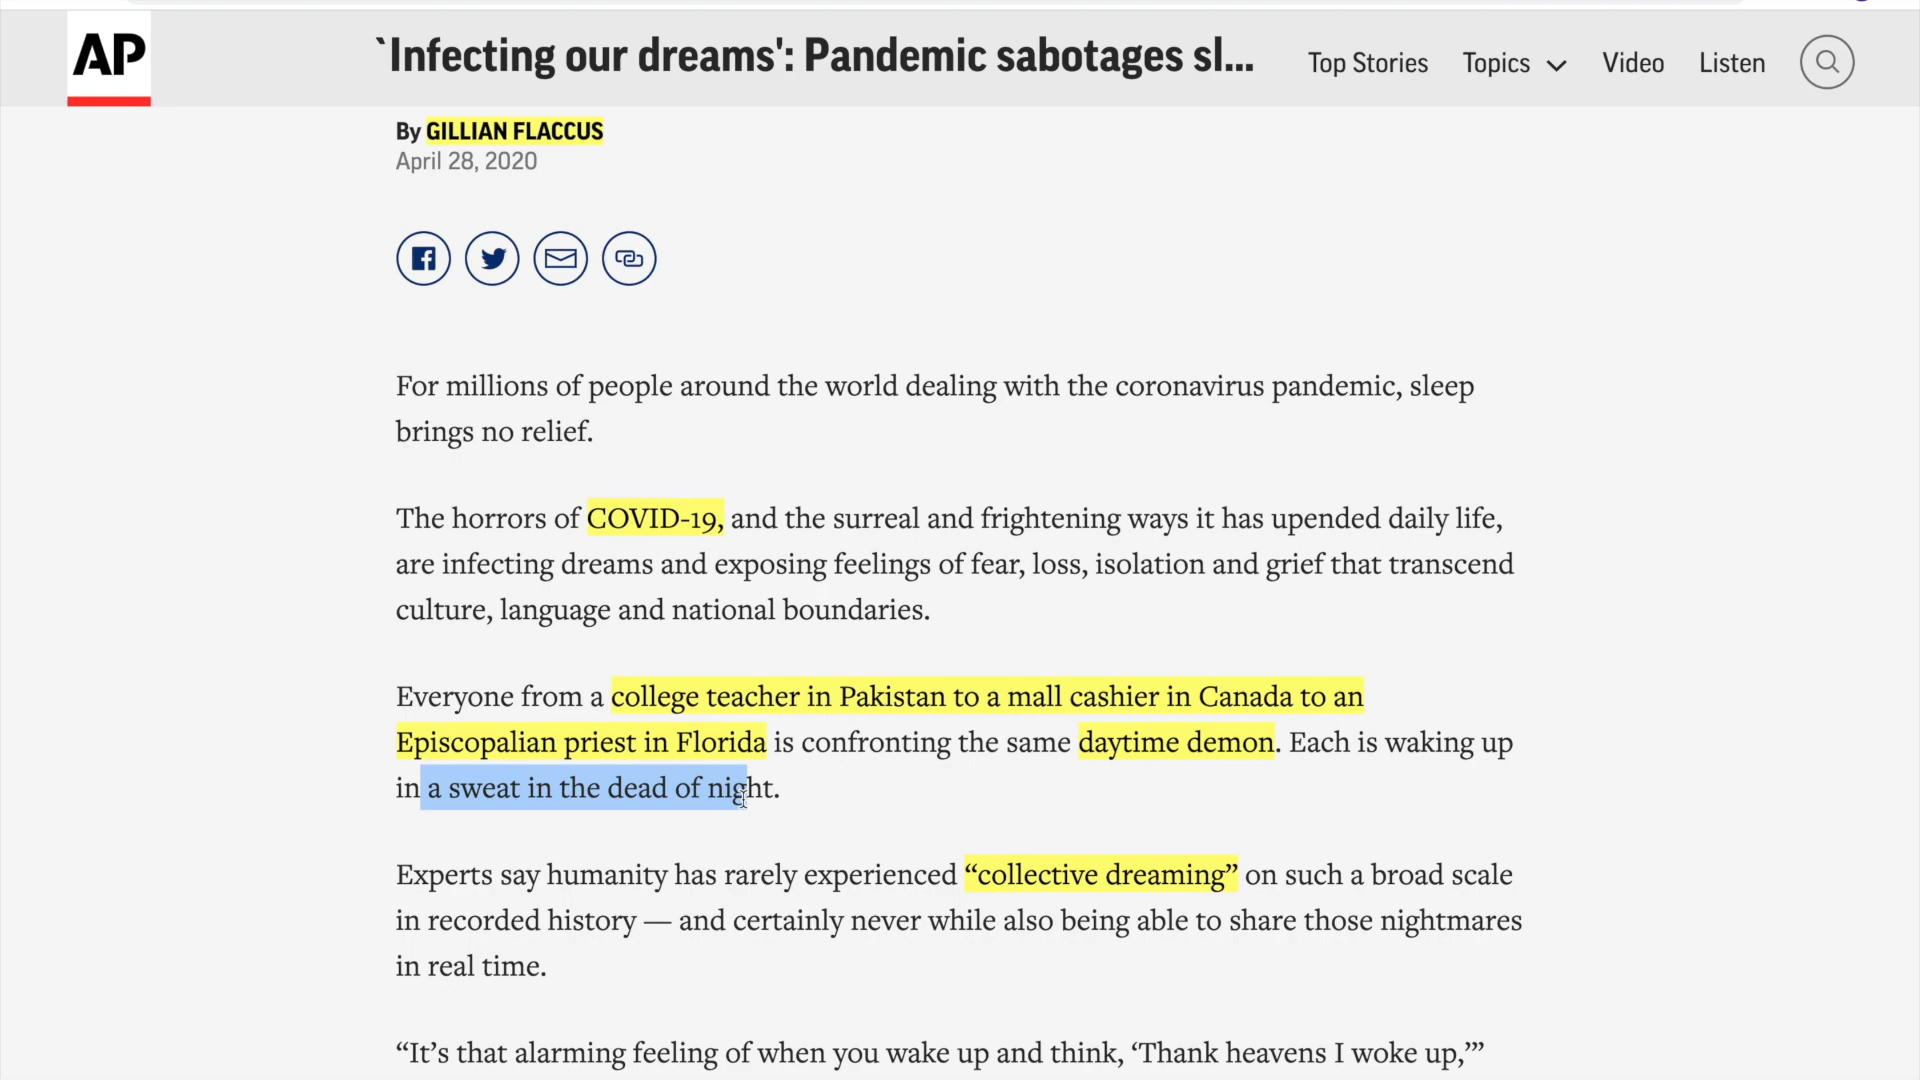 AP
`Infecting our dreams': Pandemic sabotages sl...
Top Stories
Topics
Video
Listen
By GILLIAN FLACCUS
April 28, 2020
For millions of people around the world dealing with the coronavirus pandemic, sleep
brings no relief.
The horrors of COVID-19, and the surreal and frightening ways it has upended daily life,
are infecting dreams and exposing feelings of fear, loss, isolation and grief that transcend
culture, language and national boundaries.
Everyone from a college teacher in Pakistan to a mall cashier in Canada to an
Episcopalian priest in Florida is confronting the same daytime demon. Each is waking up
in a sweat in the dead of night.
Experts say humanity has rarely experienced “collective dreaming” on such a broad scale
in recorded history — and certainly never while also being able to share those nightmares
in real time.
“It’s that alarming feeling of when you wake up and think, ‘Thank heavens I woke up,’”